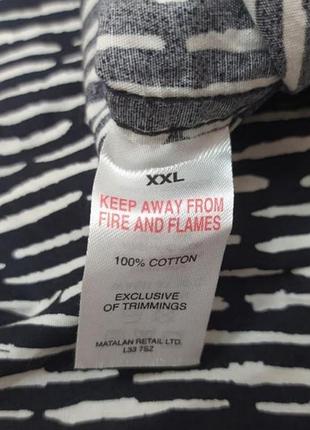 XXL
KEEP AWAY FROM
FIRE AND FLAMES
100% COTTON
EXCLUSIVE
OF TRIMMINGS
MATALAN RETAIL LTD.
L33 7SZ